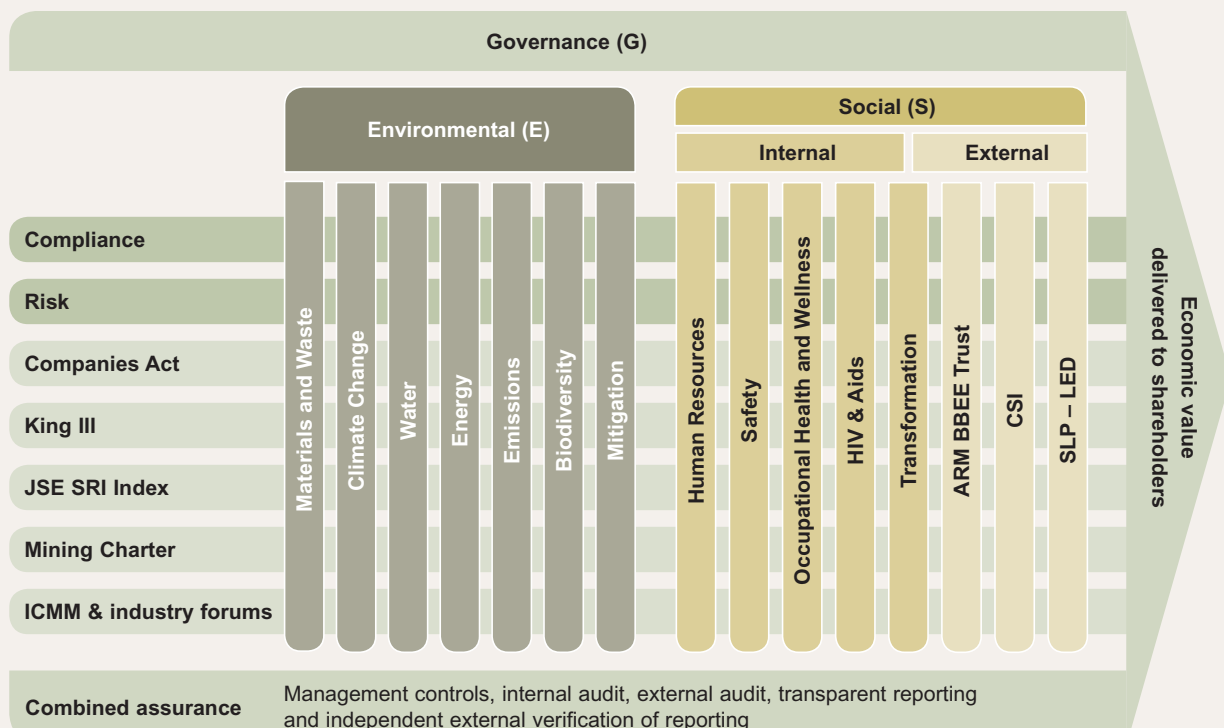 Governance (G)
Environmental (E)
Social (S)
Internal
External
Compliance
Risk
Companies Act
King III
JSE SRI Index
Mining Charter
ICMM & industry forums
Materials and Waste
Climate Change
Water
Energy
Emissions
Biodiversity
Mitigation
Human Resources
Safety
Occupational Health and Wellness
HIV & Aids
Transformation
ARM BBEE Trust
CSI
SLP – LED
Economic value
delivered to shareholders
Combined assurance
Management controls, internal audit, external audit, transparent reporting
and independent external verification of reporting